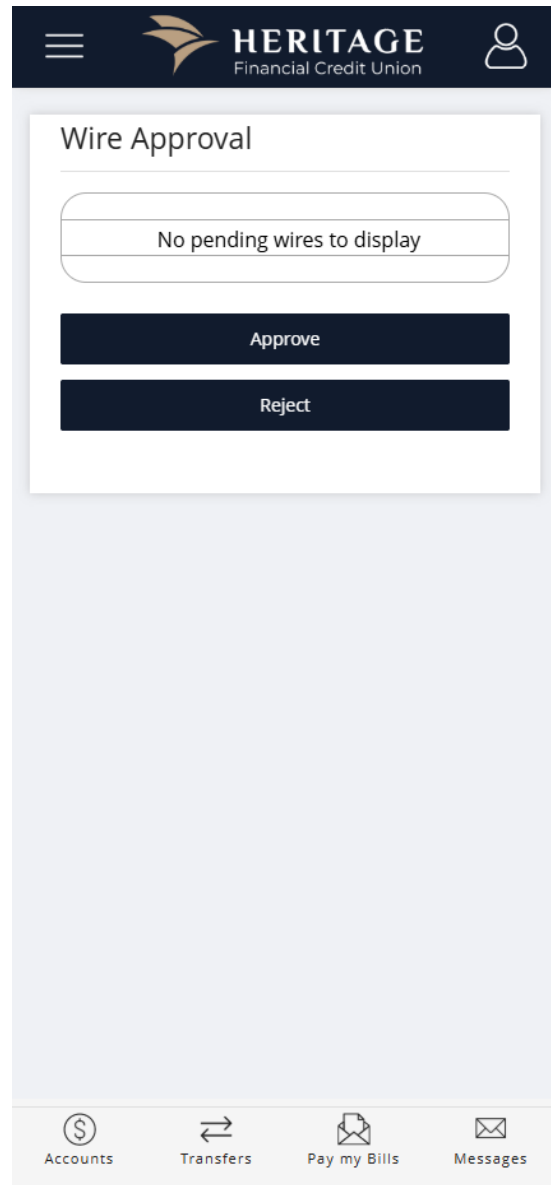 HERITAGE
Financial Credit Union
Wire Approval
No pending wires to display
Approve
Reject
$
Accounts
Transfers
Pay my Bills
Messages